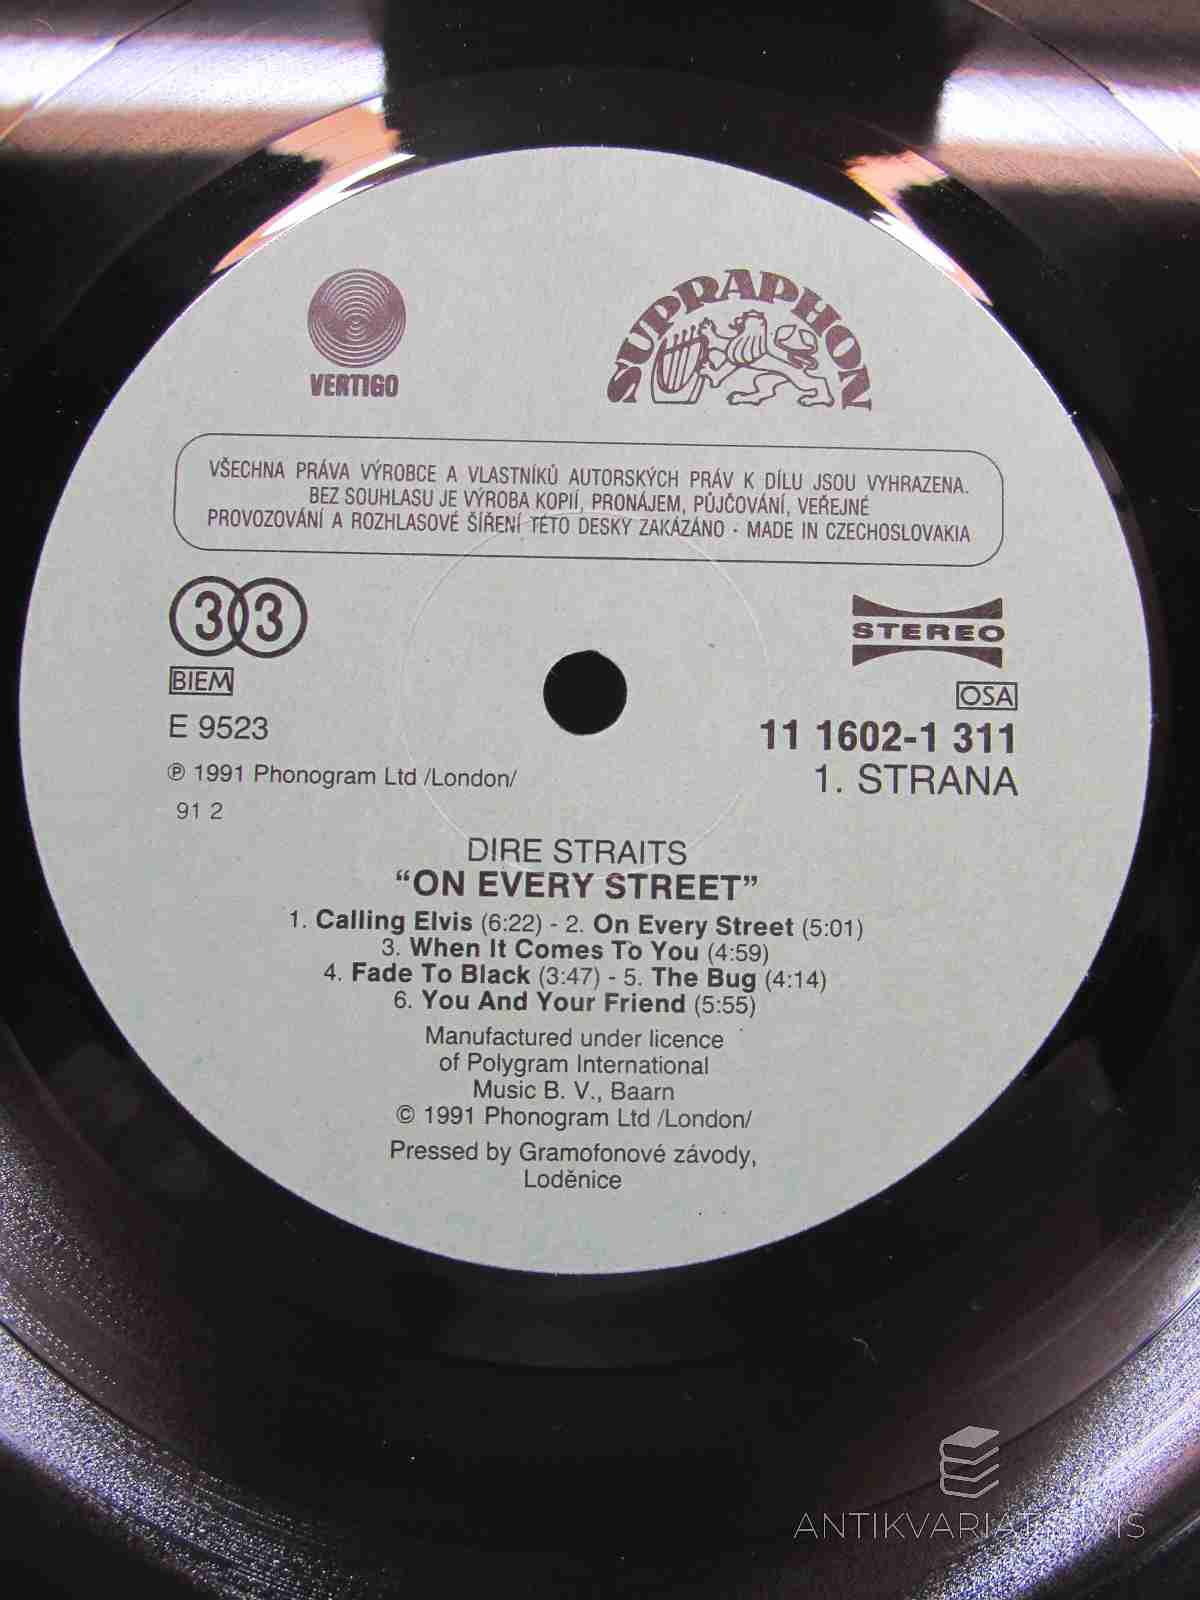 VERTIGO
SUPRAPHON
VŠECHNA PRÁVA VÝROBCE A VLASTNÍKŮ AUTORSKÝCH PRÁV K DÍLU JSOU VYHRAZENA.
BEZ SOUHLASU JE VÝROBA KOPIÍ, PRONÁJEM, PŮJČOVÁNÍ, VEŘEJNÉ
PROVOZOVÁNÍ A ROZHLASOVÉ ŠÍŘENÍ TÉTO DESKY ZAKÁZÁNO - MADE IN CZECHOSLOVAKIA
33
STEREO
BIEM
OSA
E 9523
11 1602-1 311
℗ 1991 Phonogram Ltd /London/
1. STRANA
91 2
DIRE STRAITS
“ON EVERY STREET”
1. Calling Elvis (6:22) - 2. On Every Street (5:01)
3. When It Comes To You (4:59)
4. Fade To Black (3:47) - 5. The Bug (4:14)
6. You And Your Friend (5:55)
Manufactured under licence
of Polygram International
Music B. V., Baarn
© 1991 Phonogram Ltd /London/
Pressed by Gramofonové závody,
Loděnice